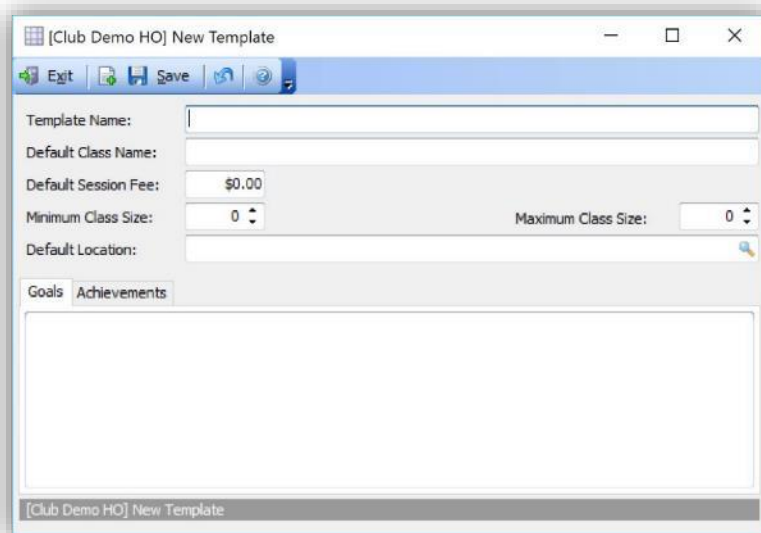 [Club Demo HO] New Template
Exit Save
Template Name:
Default Class Name:
Default Session Fee: $0.00
Minimum Class Size: 0 Maximum Class Size: 0
Default Location:
Goals Achievements
[Club Demo HO] New Template